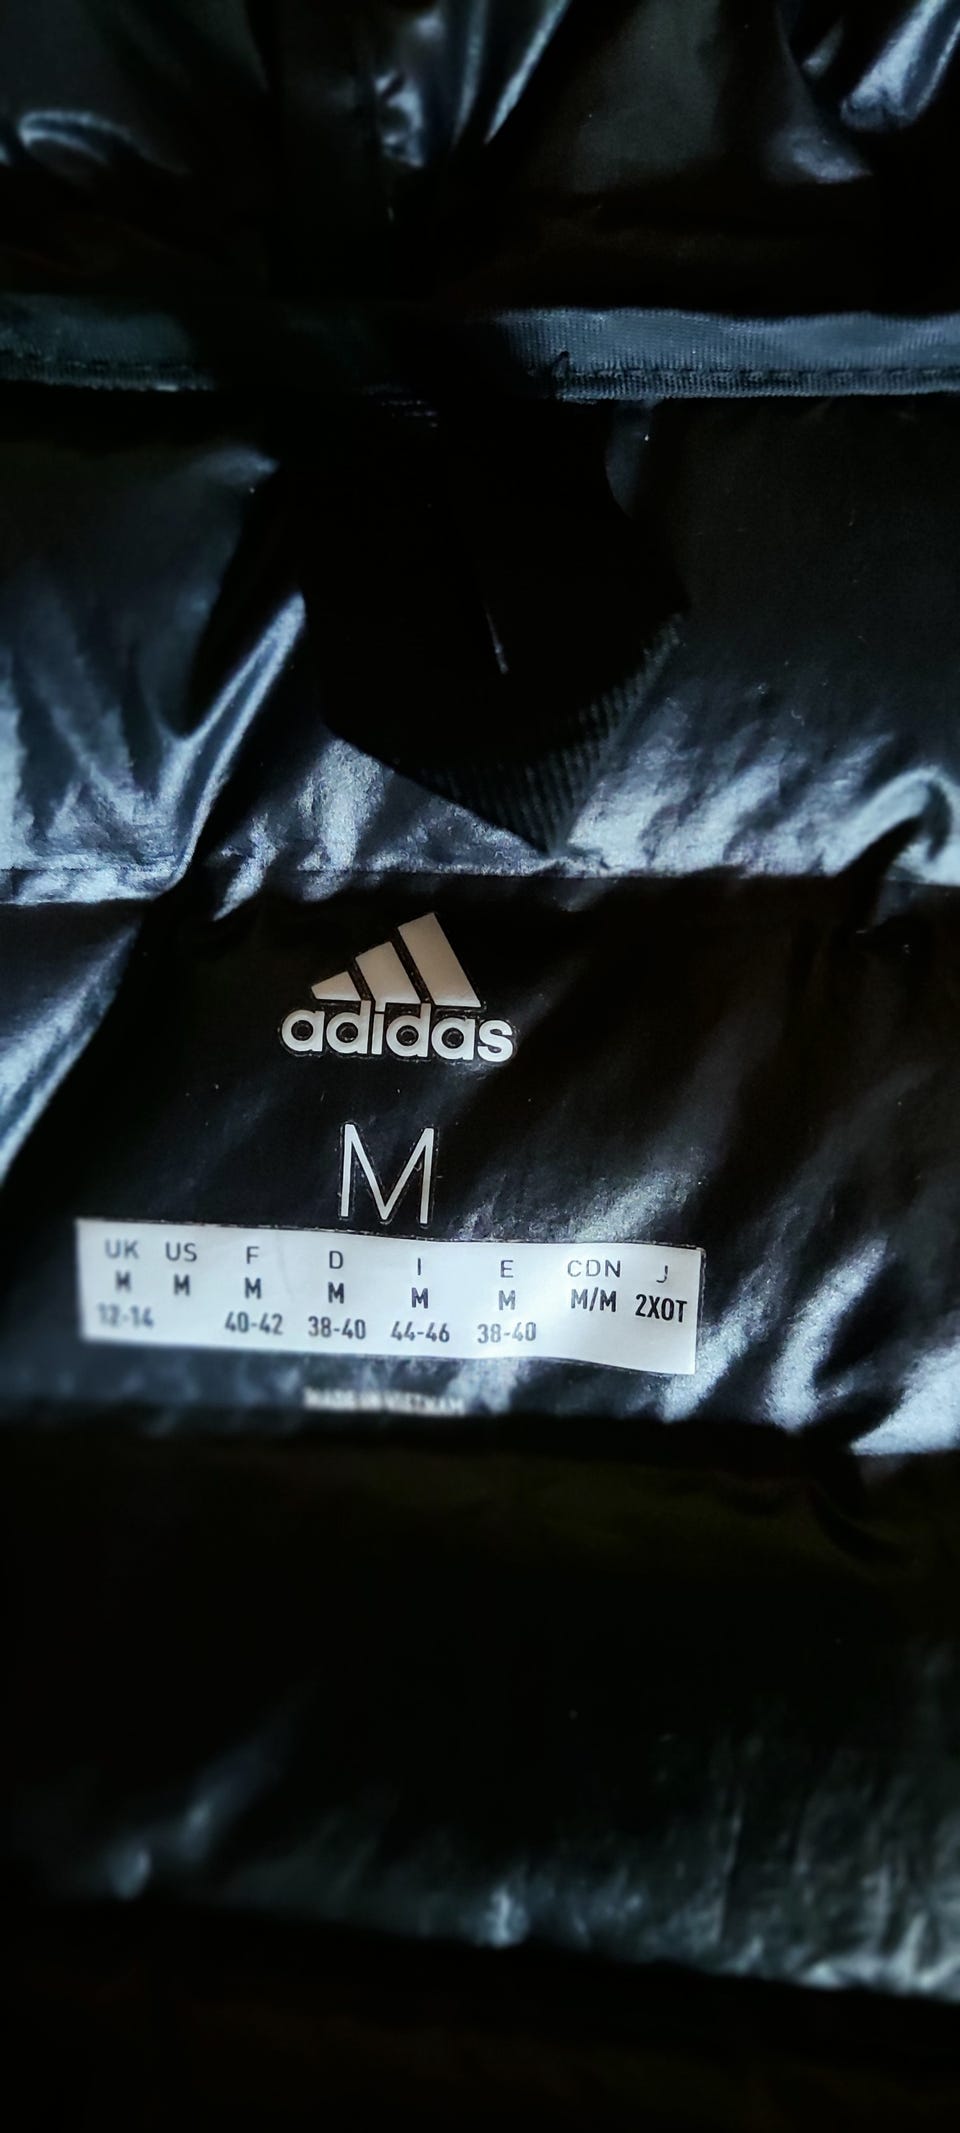 adidas
M
UK US F D I E CDN J
M M M M M M M/M 2XOT
12-14 40-42 38-40 44-46 38-40
MADE IN VIETNAM